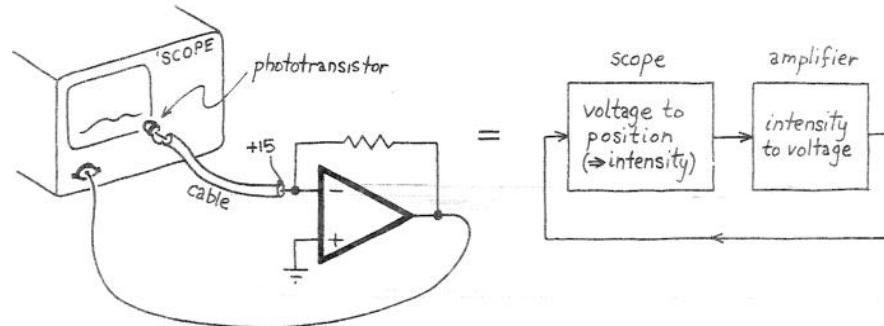 'SCOPE
phototransistor
+15
cable
−
+
=
scope
voltage to
position
(⇒intensity)
amplifier
intensity
to voltage